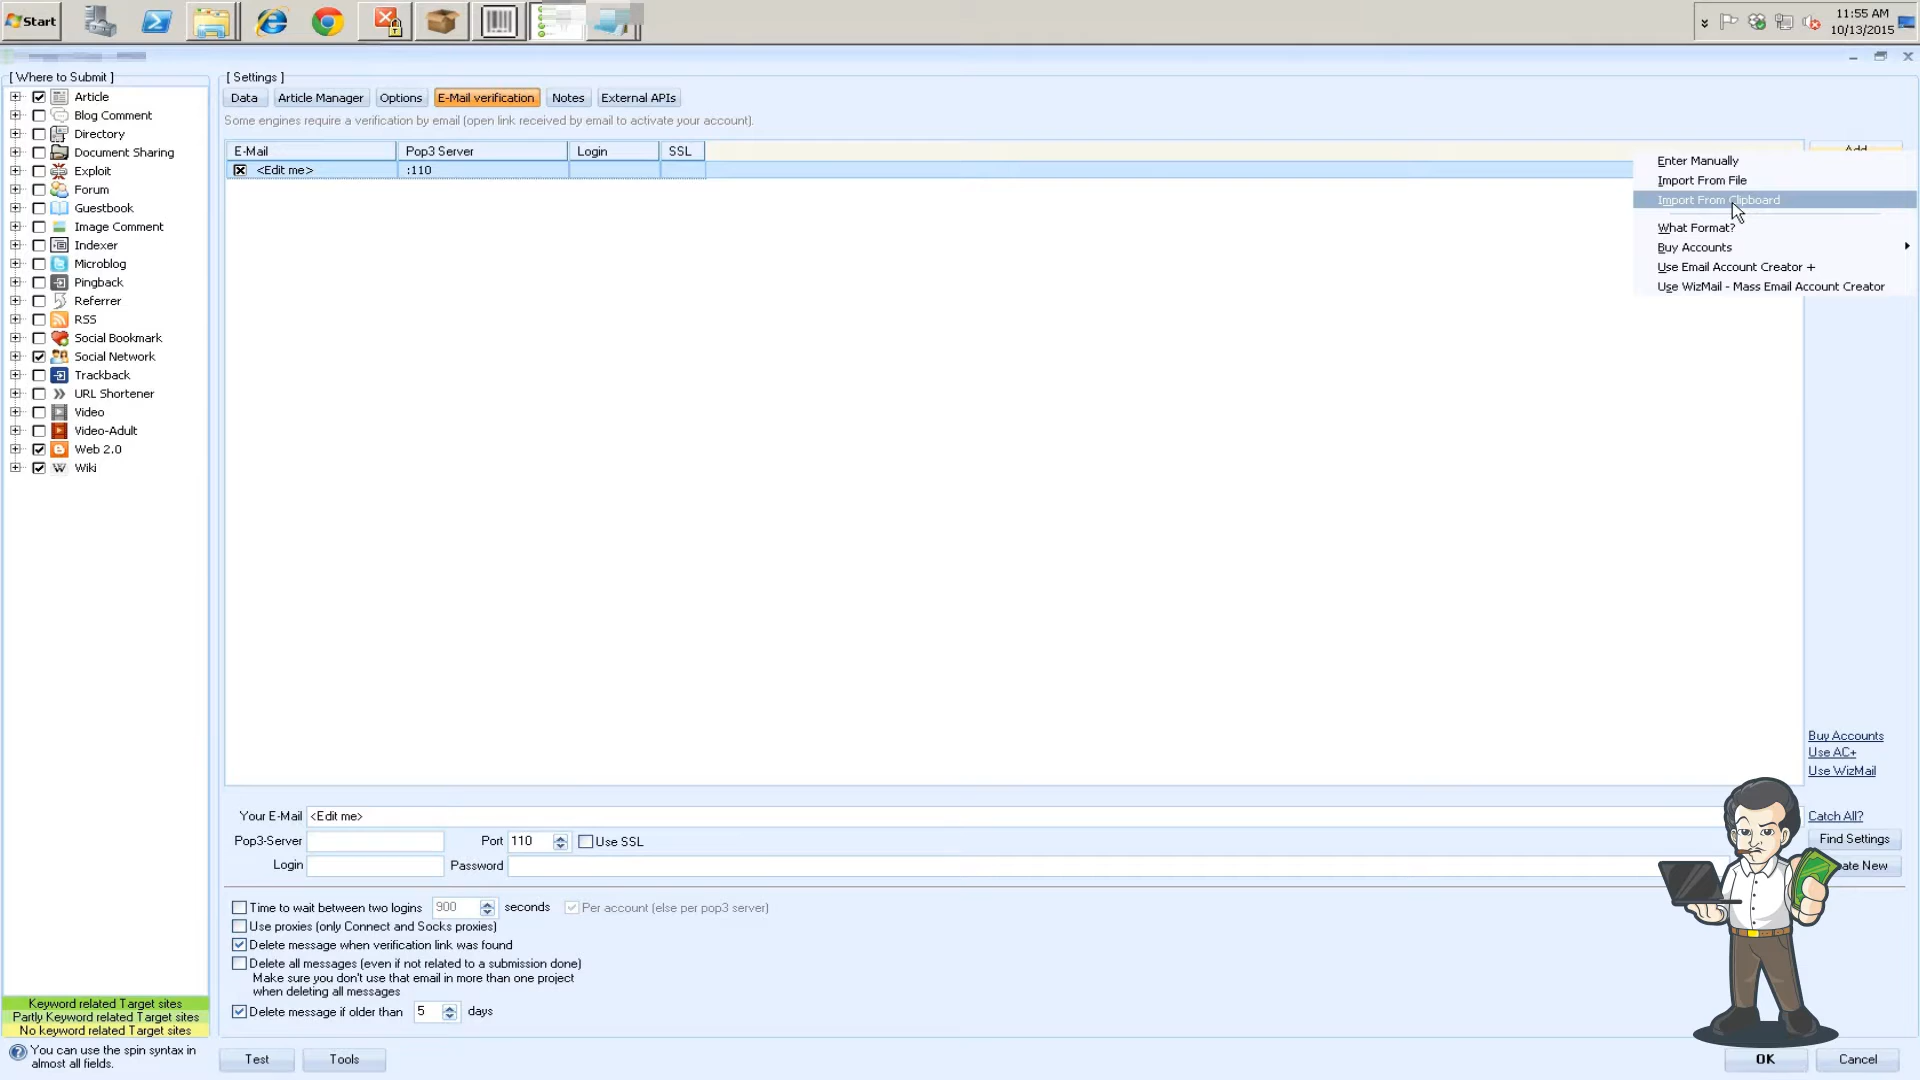 Start
11:55 AM
10/13/2015
[ Where to Submit ]
Article
Blog Comment
Directory
Document Sharing
Exploit
Forum
Guestbook
Image Comment
Indexer
Microblog
Pingback
Referrer
RSS
Social Bookmark
Social Network
Trackback
URL Shortener
Video
Video-Adult
Web 2.0
Wiki
Keyword related Target sites
Partly Keyword related Target sites
No keyword related Target sites
You can use the spin syntax in
almost all fields.
[ Settings ]
Data Article Manager Options E-Mail verification Notes External APIs
Some engines require a verification by email (open link received by email to activate your account).
E-Mail Pop3 Server Login SSL
<Edit me> :110
Add
Enter Manually
Import From File
Import From Clipboard
What Format?
Buy Accounts
Use Email Account Creator +
Use WizMail - Mass Email Account Creator
Buy Accounts
Use AC+
Use WizMail
Your E-Mail <Edit me> Catch All?
Pop3-Server Port 110 Use SSL Find Settings
Login Password
Time to wait between two logins 900 seconds Per account (else per pop3 server)
Use proxies (only Connect and Socks proxies)
Delete message when verification link was found
Delete all messages (even if not related to a submission done)
Make sure you don't use that email in more than one project
when deleting all messages
Delete message if older than 5 days
Test Tools OK Cancel